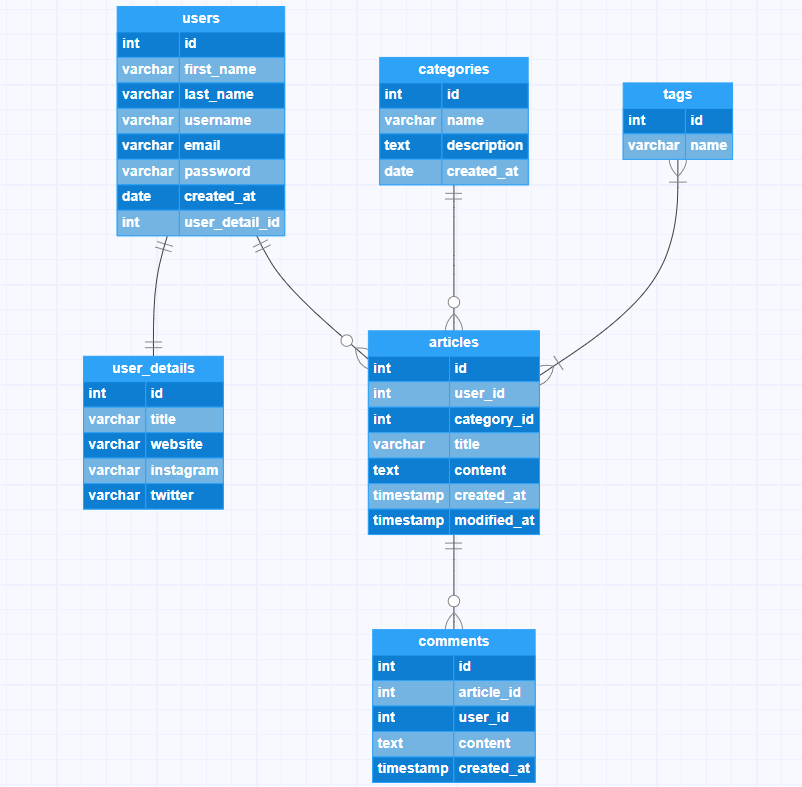 users
int id
varchar first_name
varchar last_name
varchar username
varchar email
varchar password
date created_at
int user_detail_id
categories
int id
varchar name
text description
date created_at
tags
int id
varchar name
user_details
int id
varchar title
varchar website
varchar instagram
varchar twitter
articles
int id
int user_id
int category_id
varchar title
text content
timestamp created_at
timestamp modified_at
comments
int id
int article_id
int user_id
text content
timestamp created_at